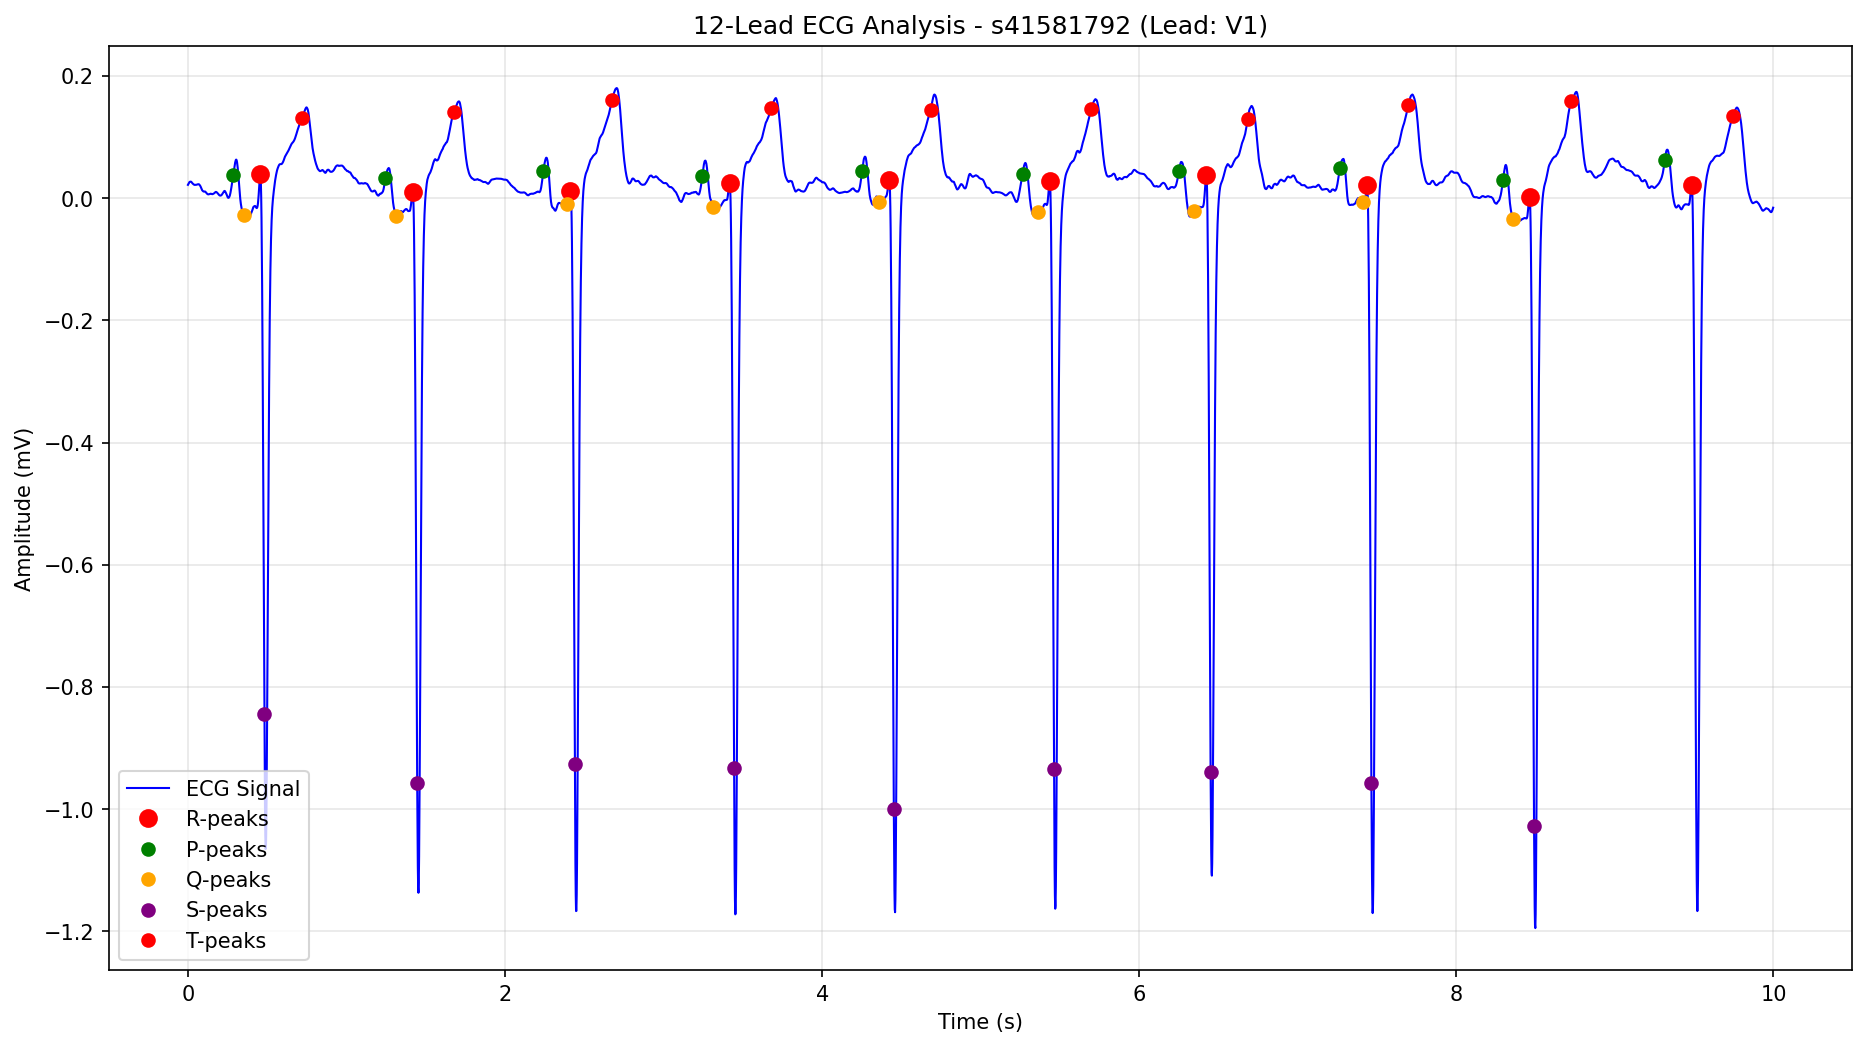 12-Lead ECG Analysis - s41581792 (Lead: V1)
Amplitude (mV)
0.2
0.0
−0.2
−0.4
−0.6
−0.8
−1.0
−1.2
ECG Signal
R-peaks
P-peaks
Q-peaks
S-peaks
T-peaks
0 2 4 6 8 10
Time (s)